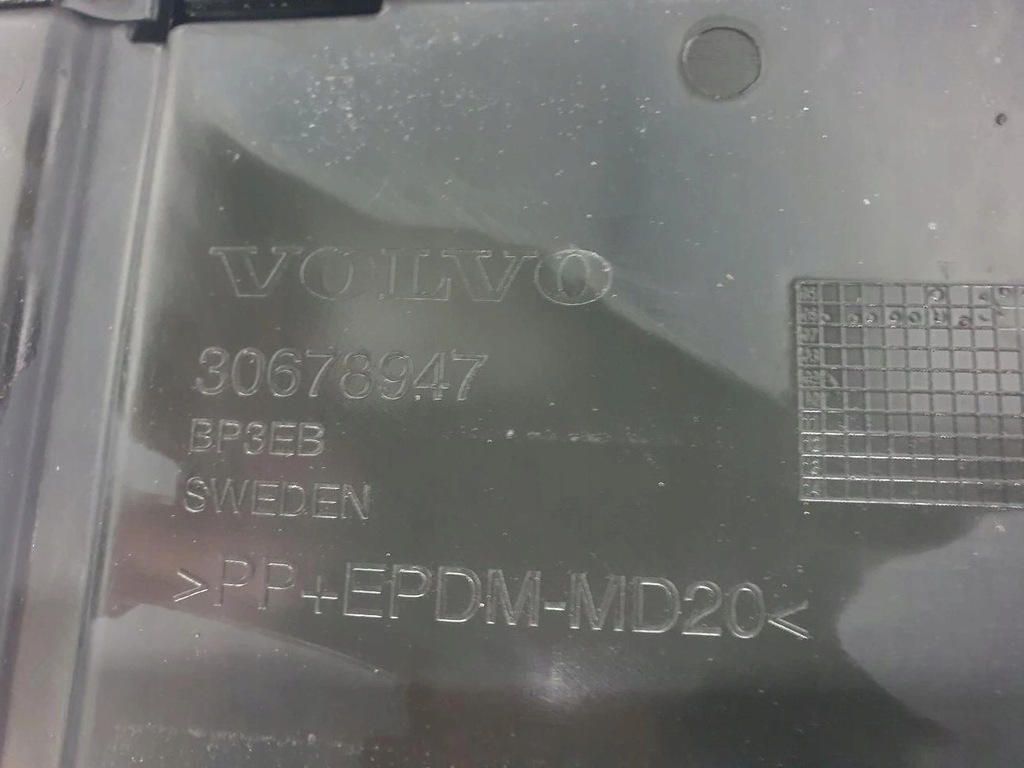 VOLVO
30678947
BP3EB
SWEDEN
>PP+EPDM-MD20<